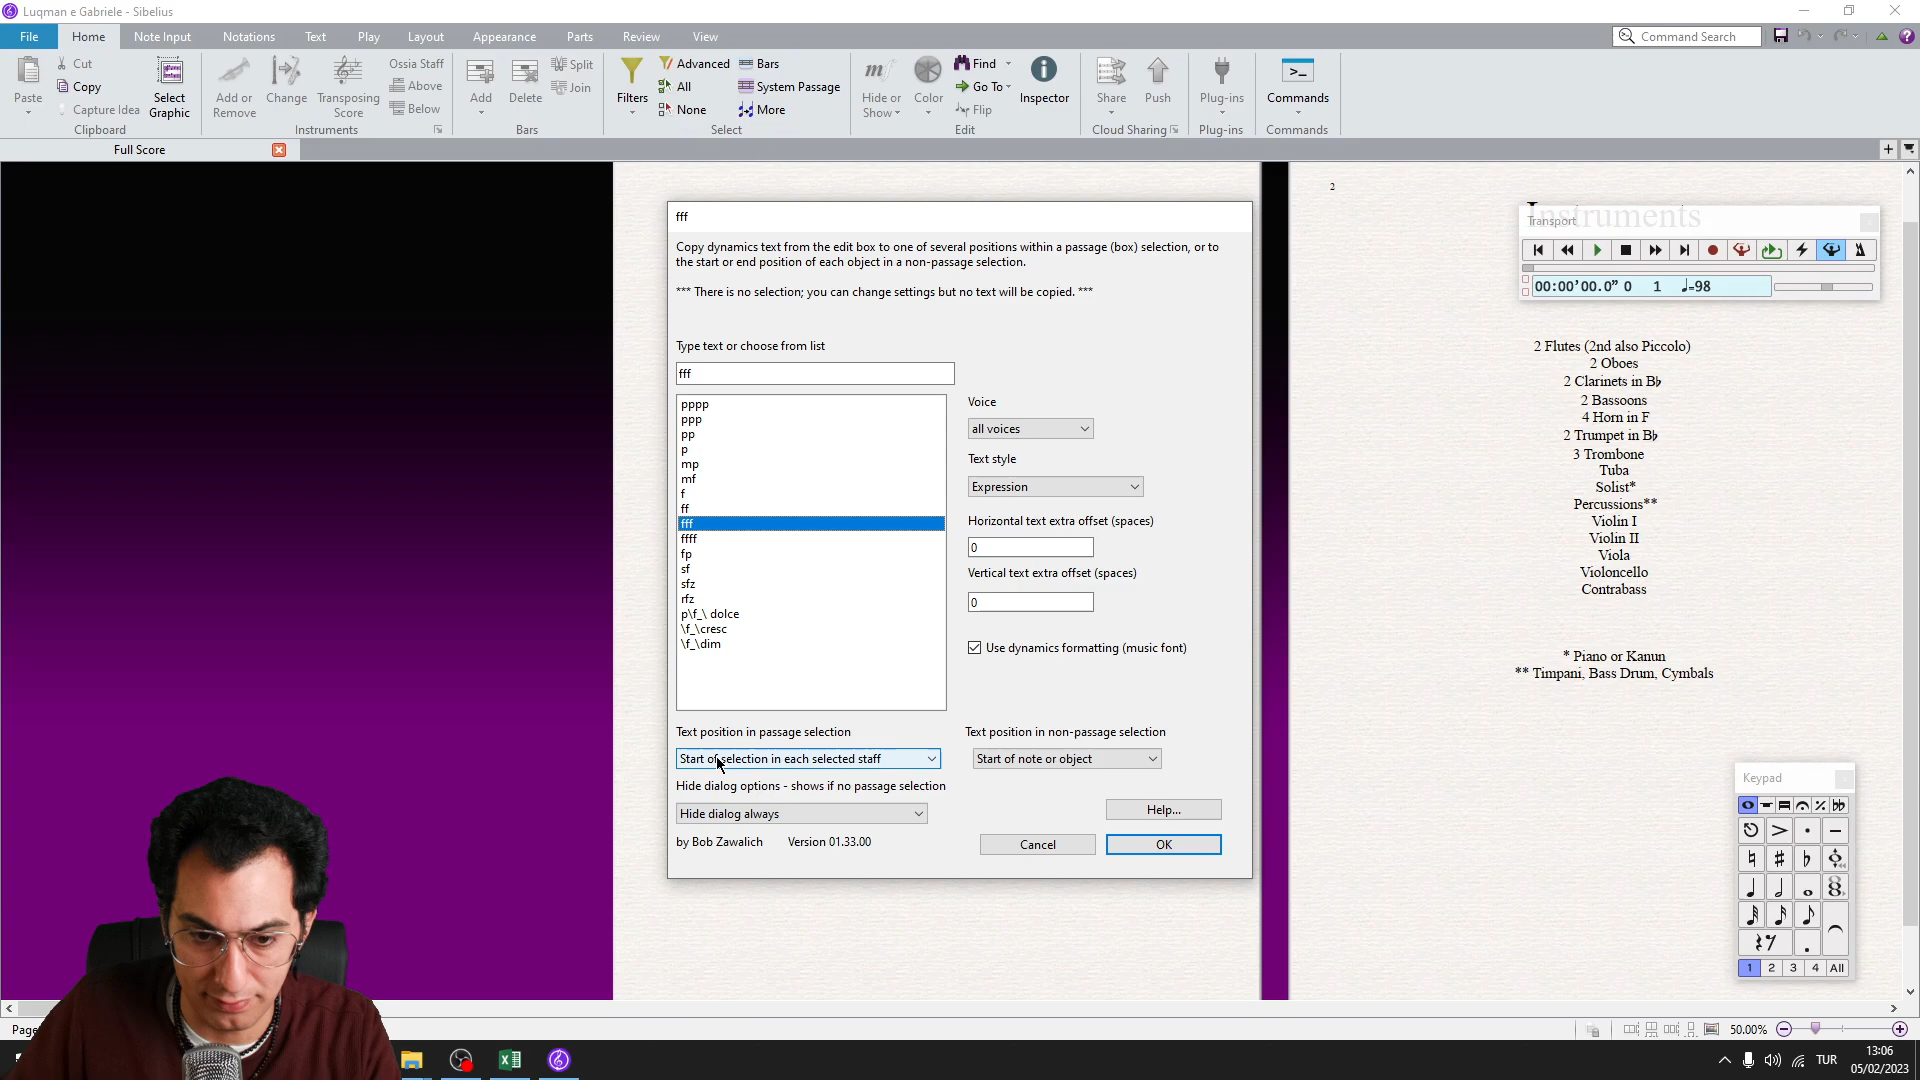 Luqman e Gabriele - Sibelius
File Home Note Input Notations Text Play Layout Appearance Parts Review View
Command Search
Paste
Cut
Copy
Capture Idea
Select Graphic
Clipboard
Add or Remove
Change
Transposing Score
Ossia Staff
Above
Below
Instruments
Add
Delete
Split
Join
Bars
Filters
Advanced
All
None
Bars
System Passage
More
Select
Hide or Show
Color
Find
Go To
Flip
Inspector
Edit
Share
Push
Cloud Sharing
Plug-ins
Plug-ins
Commands
Commands
Full Score
fff
Copy dynamics text from the edit box to one of several positions within a passage (box) selection, or to
the start or end position of each object in a non-passage selection.
*** There is no selection; you can change settings but no text will be copied. ***
Type text or choose from list
fff
pppp
ppp
pp
p
mp
mf
f
ff
fff
ffff
fp
sf
sfz
rfz
p\f_\ dolce
\f_\cresc
\f_\dim
Voice
all voices
Text style
Expression
Horizontal text extra offset (spaces)
0
Vertical text extra offset (spaces)
0
Use dynamics formatting (music font)
Text position in passage selection
Start of selection in each selected staff
Text position in non-passage selection
Start of note or object
Hide dialog options - shows if no passage selection
Hide dialog always
Help...
by Bob Zawalich Version 01.33.00
Cancel
OK
2
Instruments
Transport
00:00'00.0" 0 1 ♩=98
2 Flutes (2nd also Piccolo)
2 Oboes
2 Clarinets in B♭
2 Bassoons
4 Horn in F
2 Trumpet in B♭
3 Trombone
Tuba
Solist*
Percussions**
Violin I
Violin II
Viola
Violoncello
Contrabass
* Piano or Kanun
** Timpani, Bass Drum, Cymbals
Keypad
1 2 3 4 All
50.00%
TUR
13:06
05/02/2023